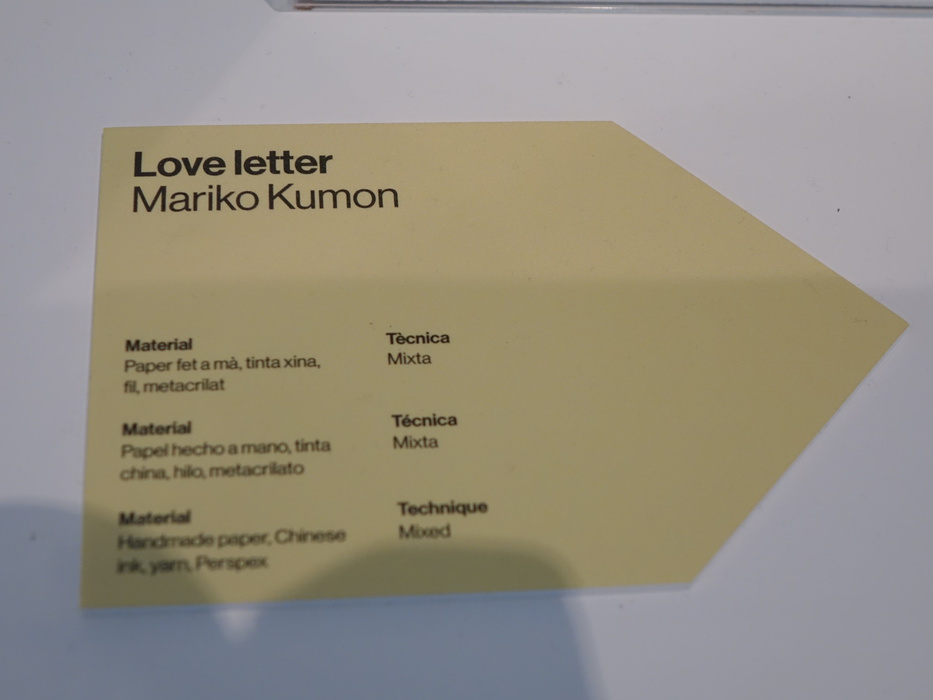 Love letter
Mariko Kumon
Material
Paper fet a mà, tinta xina,
fil, metacrilat
Tècnica
Mixta
Material
Papel hecho a mano, tinta
china, hilo, metacrilato
Técnica
Mixta
Material
Handmade paper, Chinese
ink, yarn, Perspex
Technique
Mixed